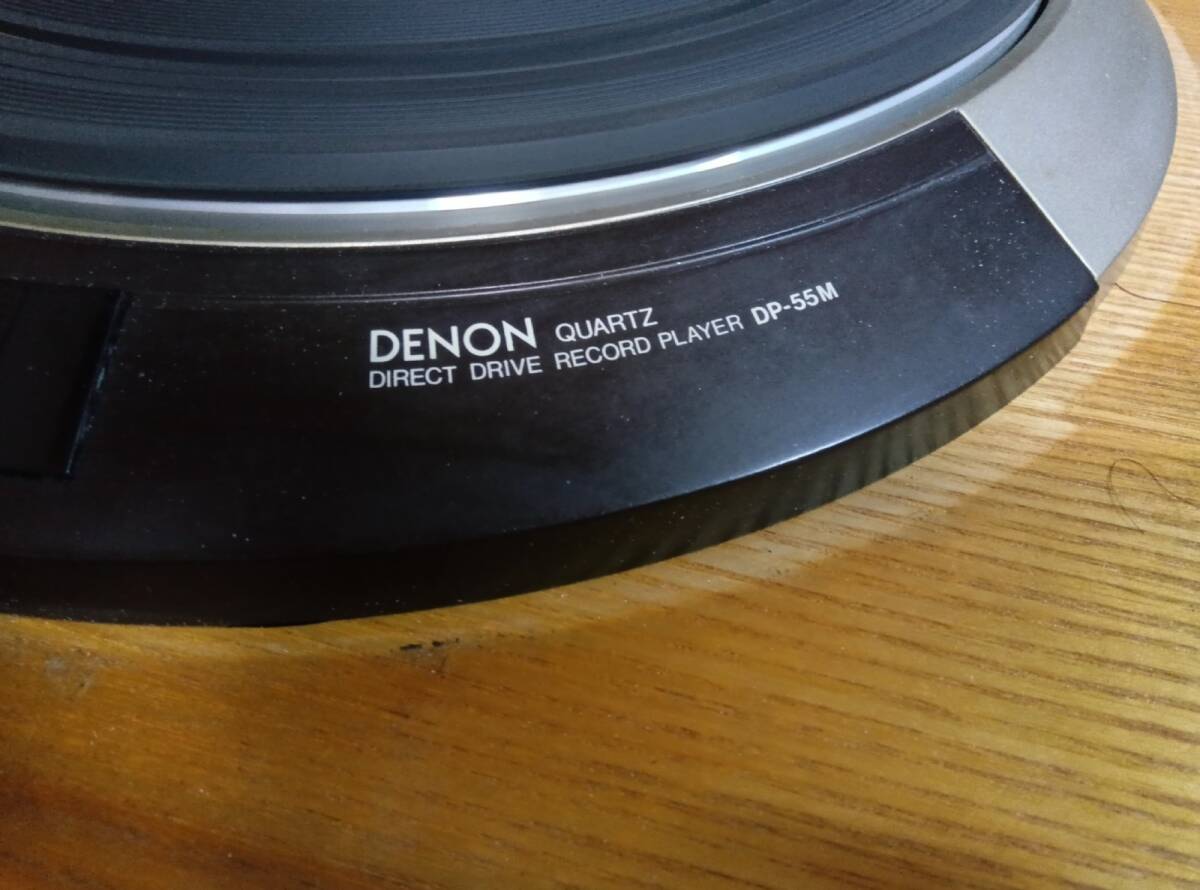 DENON QUARTZ
DIRECT DRIVE RECORD PLAYER DP-55M